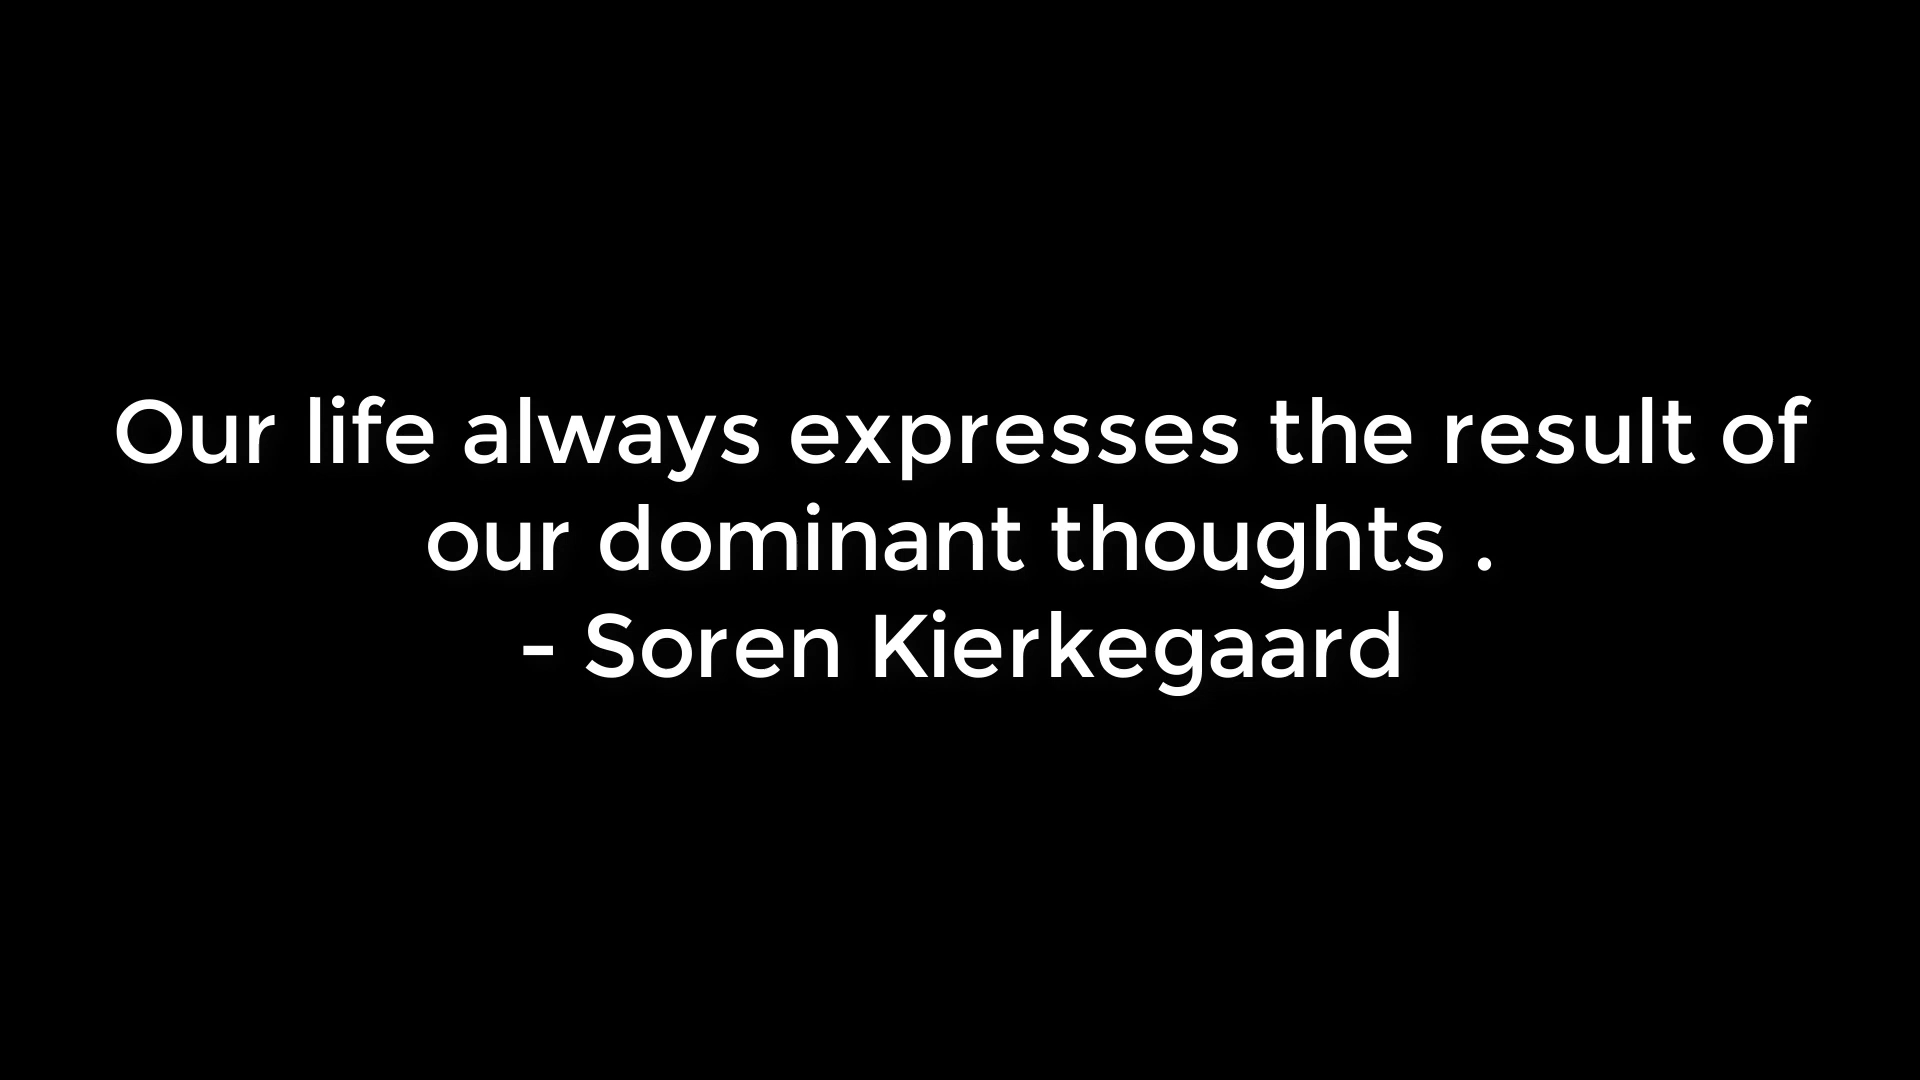 Our life always expresses the result of
our dominant thoughts .
- Soren Kierkegaard